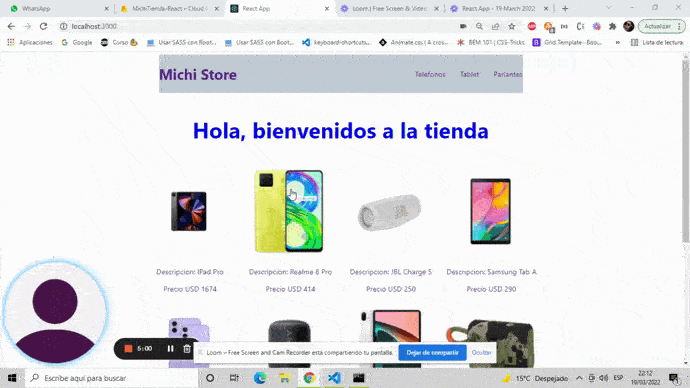 WhatsApp
MichiTienda-React - Cloud F
React App
Loom | Free Screen & Video
React App - 19 March 2022
localhost:3000
Actualizar
Aplicaciones
Google
Corso
Usar SASS con Boot...
Usar SASS con Boot...
keyboard-shortcuts...
Animate.css | A cros...
BEM 101 | CSS-Tricks
Grid Template · Boo...
Lista de lectura
Michi Store
Telefonos Tablet Parlantes
Hola, bienvenidos a la tienda
JBL
Descripcion: iPad Pro
Descripcion: Realme 8 Pro
Descripcion: JBL Charge 5
Descripcion: Samsung Tab A
Precio USD 1674
Precio USD 414
Precio USD 250
Precio USD 290
5:00
Loom – Free Screen and Cam Recorder está compartiendo tu pantalla.
Dejar de compartir
Ocultar
Escribe aquí para buscar
15°C Despejado
ESP
22:12
19/03/2022